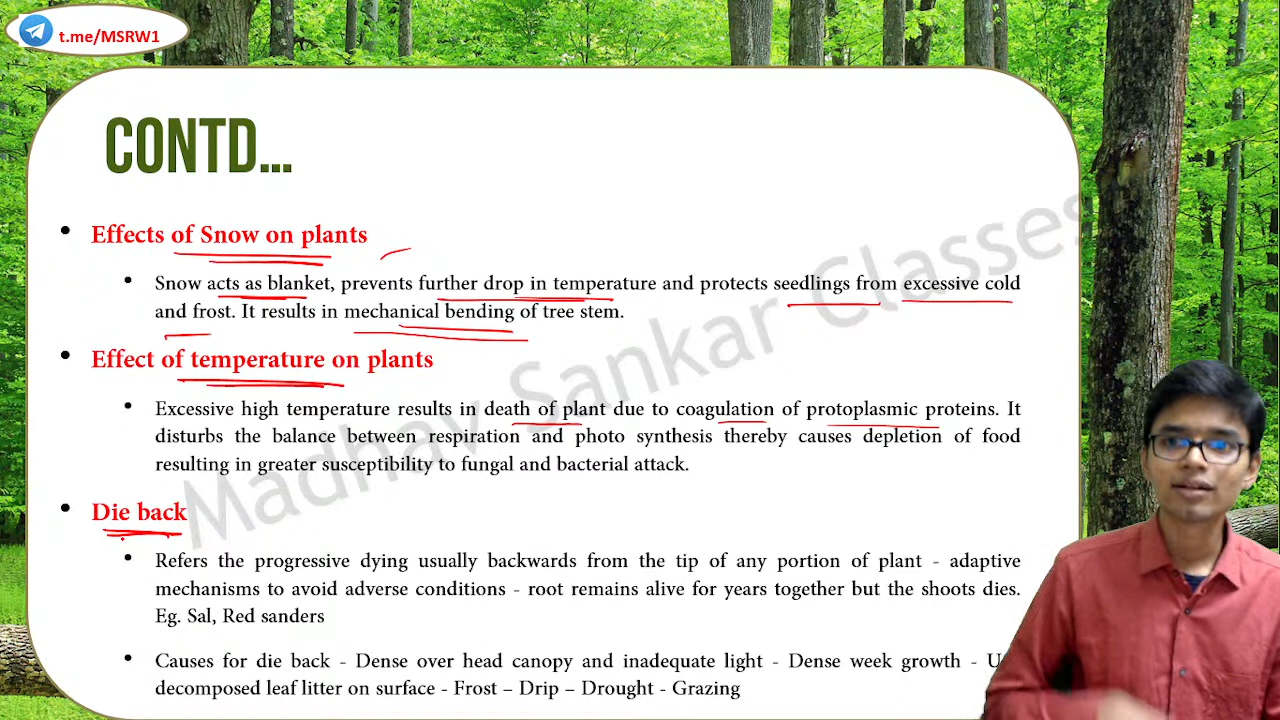 t.me/MSRW1
CONTD...
Effects of Snow on plants
Snow acts as blanket, prevents further drop in temperature and protects seedlings from excessive cold
and frost. It results in mechanical bending of tree stem.
Effect of temperature on plants
Excessive high temperature results in death of plant due to coagulation of protoplasmic proteins. It
disturbs the balance between respiration and photo synthesis thereby causes depletion of food
resulting in greater susceptibility to fungal and bacterial attack.
Die back
Refers the progressive dying usually backwards from the tip of any portion of plant - adaptive
mechanisms to avoid adverse conditions - root remains alive for years together but the shoots dies.
Eg. Sal, Red sanders
Causes for die back - Dense over head canopy and inadequate light - Dense week growth -
decomposed leaf litter on surface - Frost – Drip – Drought - Grazing
Madhav Sankar Classes